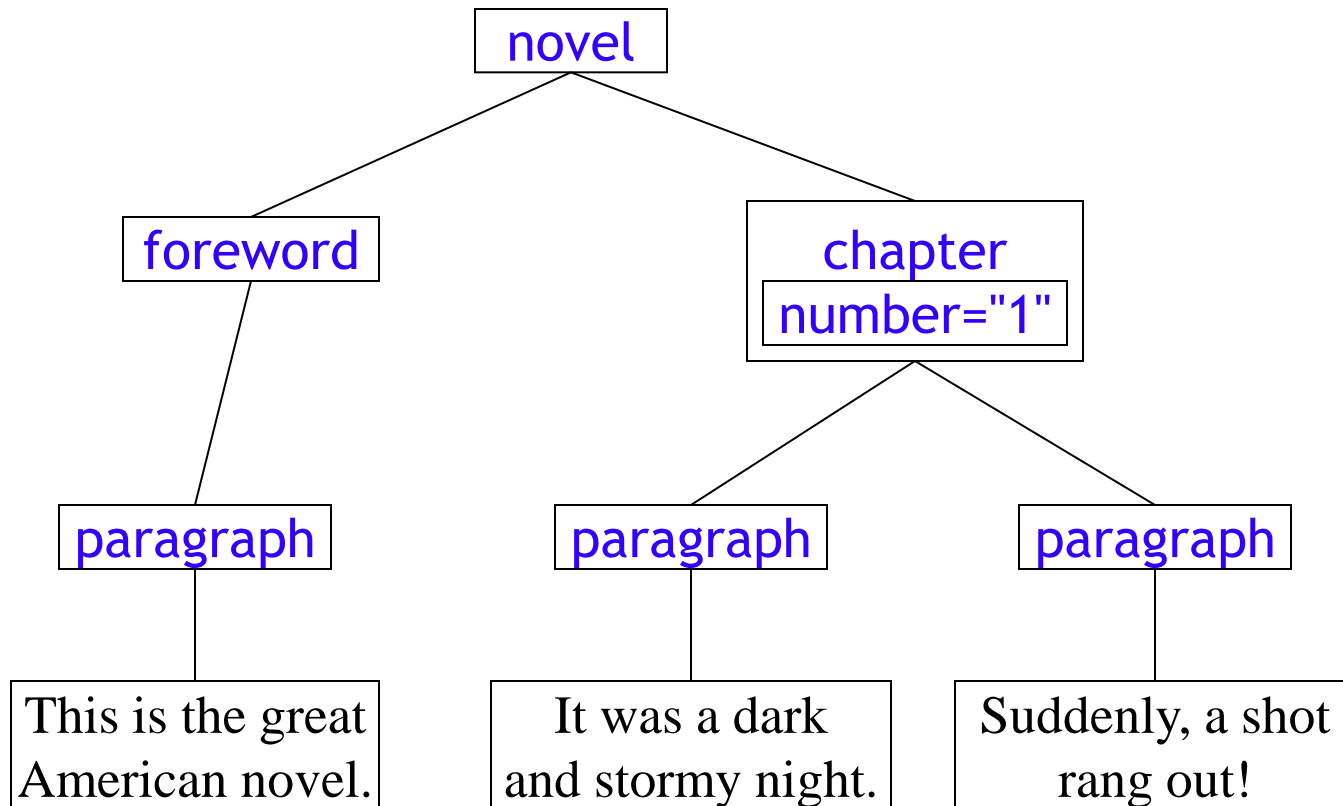 novel
foreword
chapter
number="1"
paragraph
paragraph
paragraph
This is the great
American novel.
It was a dark
and stormy night.
Suddenly, a shot
rang out!